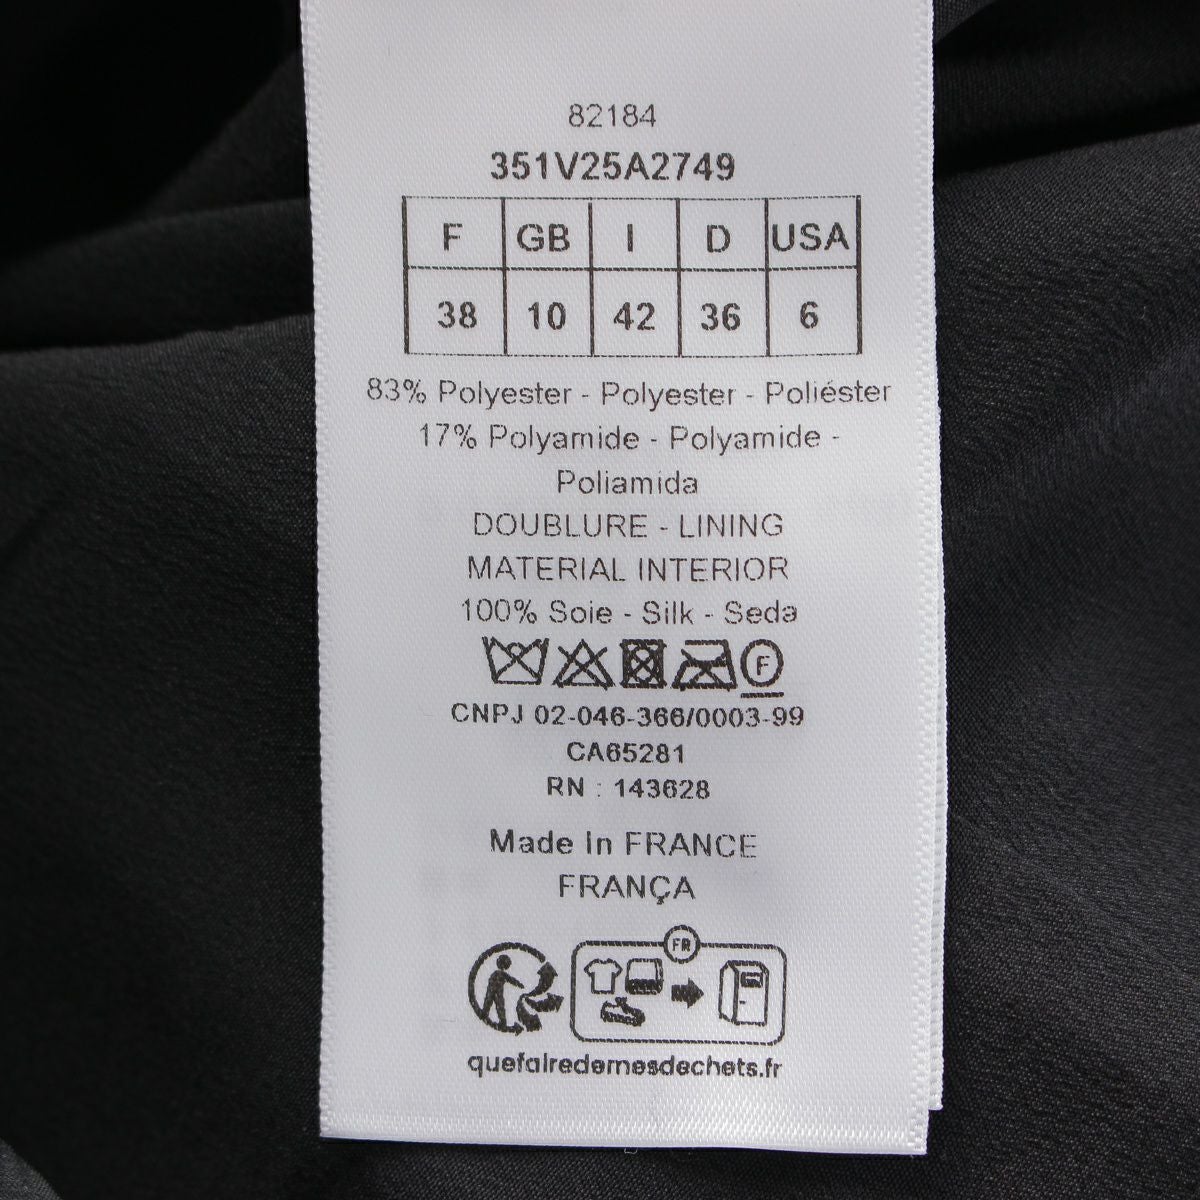 82184
351V25A2749
F GB I D USA
38 10 42 36 6
83% Polyester - Polyester - Poliéster
17% Polyamide - Polyamide -
Poliamida
DOUBLURE - LINING
MATERIAL INTERIOR
100% Soie - Silk - Seda
F
CNPJ 02-046-366/0003-99
CA65281
RN : 143628
Made In FRANCE
FRANÇA
FR
quefairedemesdechets.fr